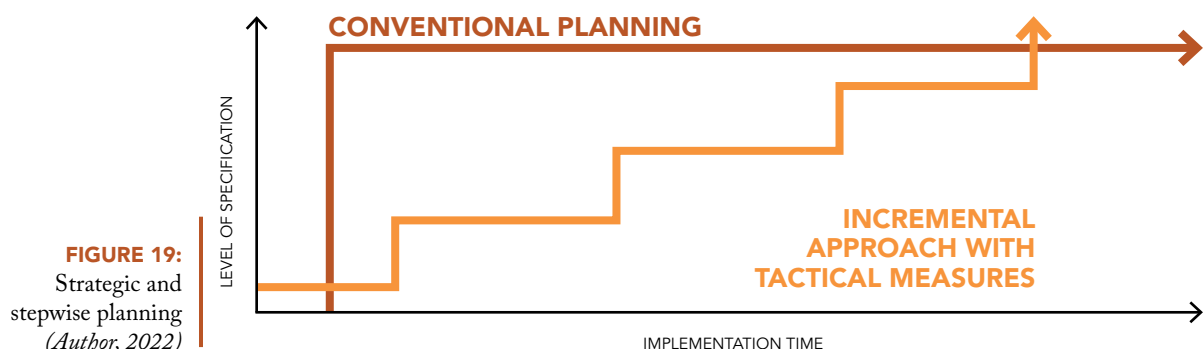 CONVENTIONAL PLANNING
LEVEL OF SPECIFICATION
INCREMENTAL
APPROACH WITH
TACTICAL MEASURES
FIGURE 19:
Strategic and
stepwise planning
(Author, 2022)
IMPLEMENTATION TIME